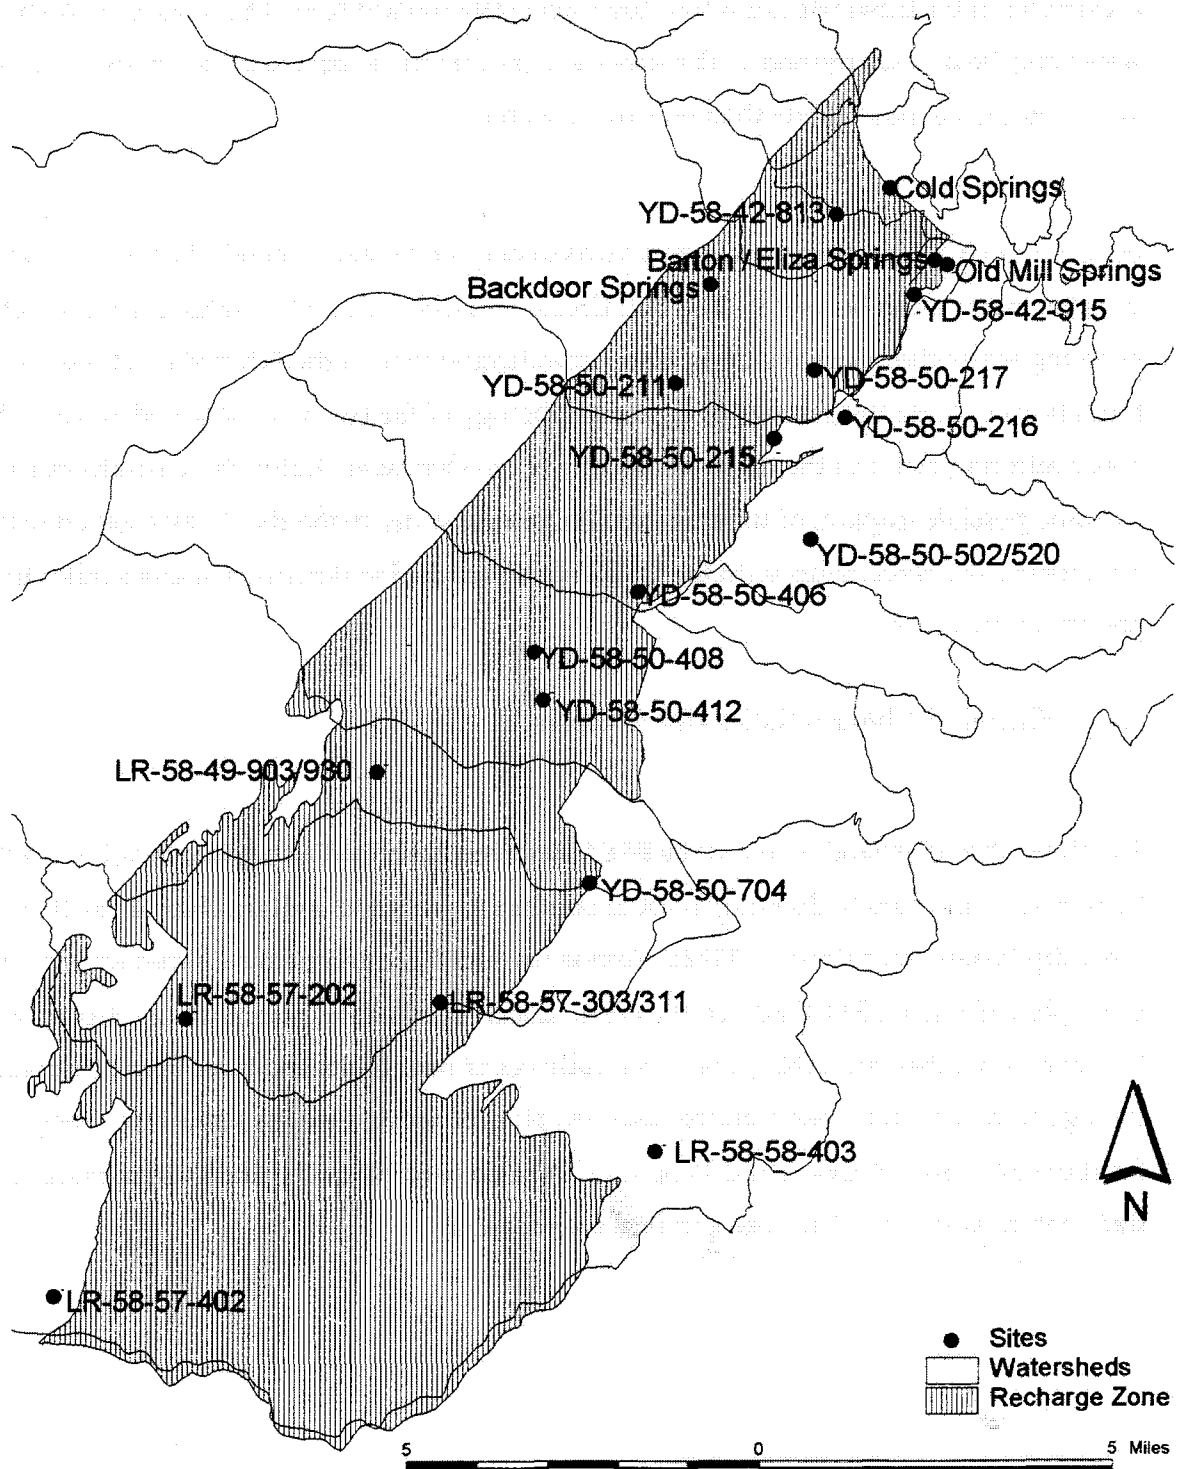 Cold Springs
YD-58-42-813
Barton / Eliza Springs
Old Mill Springs
Backdoor Springs
YD-58-42-915
YD-58-50-211
YD-58-50-217
YD-58-50-216
YD-58-50-215
YD-58-50-502/520
YD-58-50-406
YD-58-50-408
YD-58-50-412
LR-58-49-903/930
YD-58-50-704
LR-58-57-202
LR-58-57-303/311
LR-58-58-403
N
LR-58-57-402
Sites
Watersheds
Recharge Zone
5 0 5 Miles